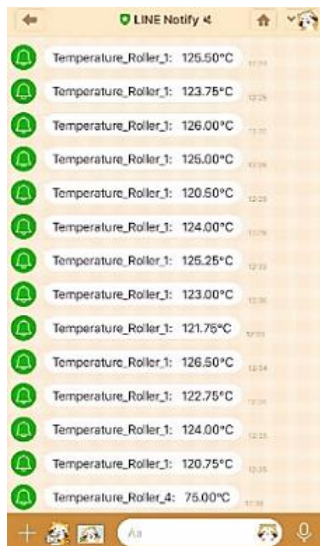 LINE Notify
Temperature_Roller_1: 125.50°C
Temperature_Roller_1: 123.75°C
Temperature_Roller_1: 126.00°C
Temperature_Roller_1: 125.00°C
Temperature_Roller_1: 120.50°C
Temperature_Roller_1: 124.00°C
Temperature_Roller_1: 125.25°C
Temperature_Roller_1: 123.00°C
Temperature_Roller_1: 121.75°C
Temperature_Roller_1: 126.50°C
Temperature_Roller_1: 122.75°C
Temperature_Roller_1: 124.00°C
Temperature_Roller_1: 120.75°C
Temperature_Roller_4: 75.00°C
Aa